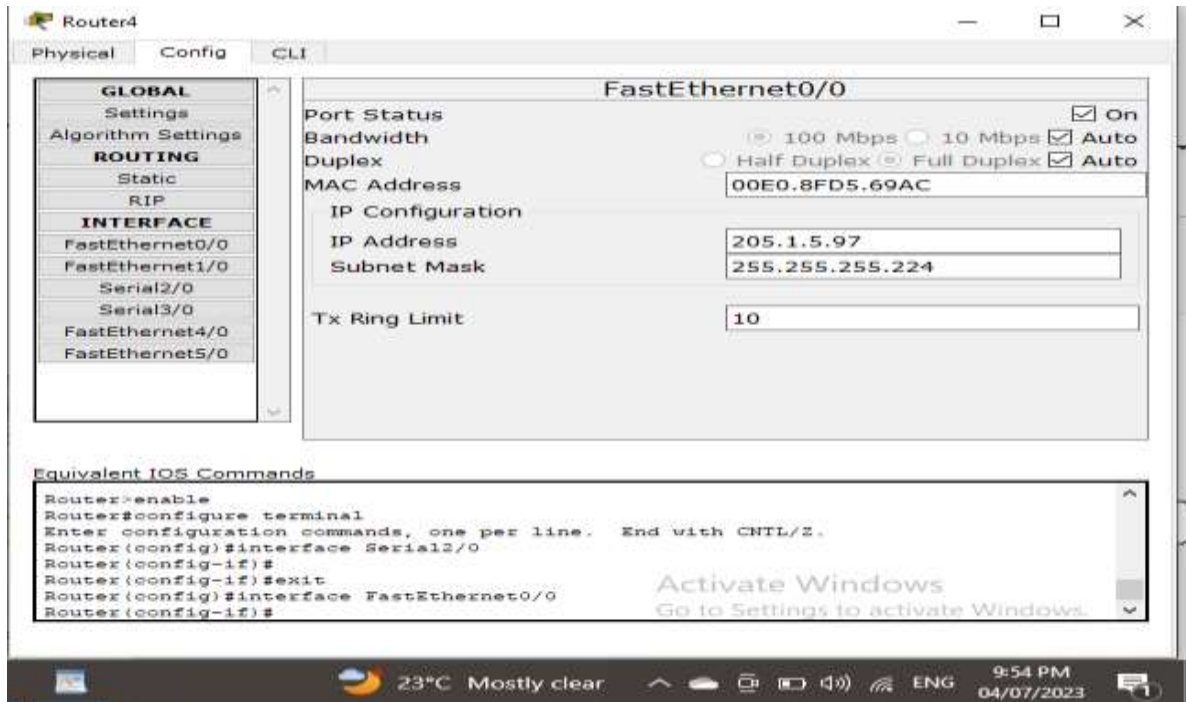 Router4
Physical Config CLI
GLOBAL
Settings
Algorithm Settings
ROUTING
Static
RIP
INTERFACE
FastEthernet0/0
FastEthernet1/0
Serial2/0
Serial3/0
FastEthernet4/0
FastEthernet5/0
FastEthernet0/0
Port Status On
Bandwidth 100 Mbps 10 Mbps Auto
Duplex Half Duplex Full Duplex Auto
MAC Address 00E0.8FD5.69AC
IP Configuration
IP Address 205.1.5.97
Subnet Mask 255.255.255.224
Tx Ring Limit 10
Equivalent IOS Commands
Router>enable
Router#configure terminal
Enter configuration commands, one per line. End with CNTL/Z.
Router(config)#interface Serial2/0
Router(config-if)#
Router(config-if)#exit
Router(config)#interface FastEthernet0/0
Router(config-if)#
Activate Windows
Go to Settings to activate Windows.
23°C Mostly clear ENG 9:54 PM
04/07/2023
1